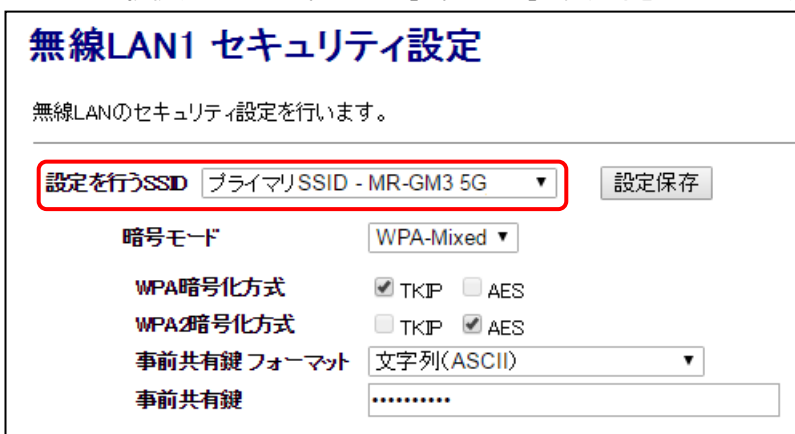 無線LAN1 セキュリティ設定
無線LANのセキュリティ設定を行います。
設定を行うSSID プライマリSSID - MR-GM3 5G 設定保存
暗号モード WPA-Mixed
WPA暗号化方式 TKIP AES
WPA2暗号化方式 TKIP AES
事前共有鍵 フォーマット 文字列(ASCII)
事前共有鍵 ••••••••••